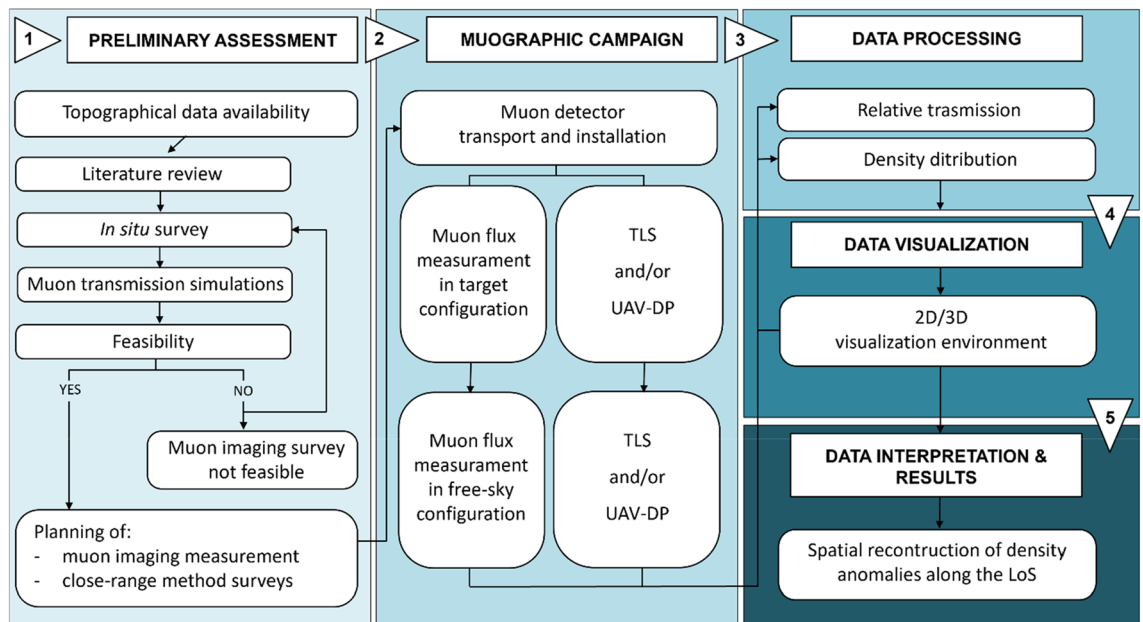 1
PRELIMINARY ASSESSMENT
Topographical data availability
Literature review
In situ survey
Muon transmission simulations
Feasibility
YES
NO
Muon imaging survey
not feasible
Planning of:
- muon imaging measurement
- close-range method surveys
2
MUOGRAPHIC CAMPAIGN
Muon detector
transport and installation
Muon flux
measurament
in target
configuration
TLS
and/or
UAV-DP
Muon flux
measurament
in free-sky
configuration
TLS
and/or
UAV-DP
3
DATA PROCESSING
Relative trasmission
Density ditribution
4
DATA VISUALIZATION
2D/3D
visualization environment
5
DATA INTERPRETATION &
RESULTS
Spatial recontruction of density
anomalies along the LoS